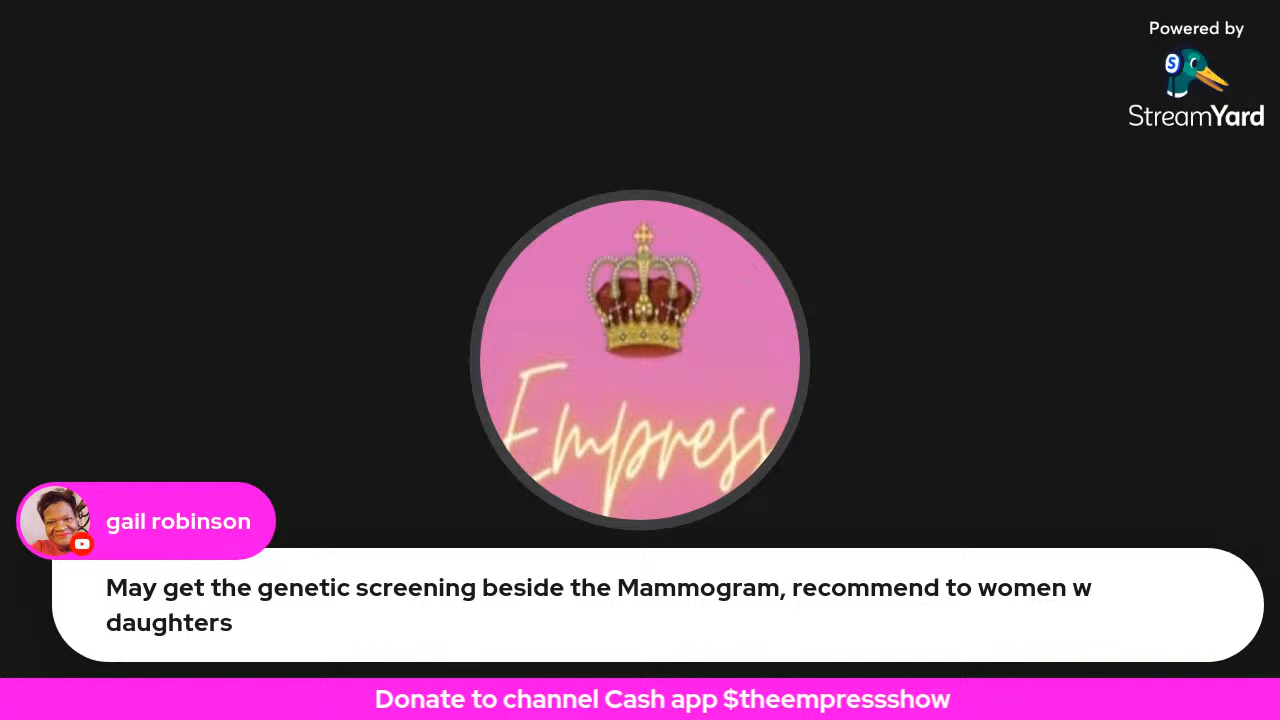 Powered by
S
StreamYard
Empress
gail robinson
May get the genetic screening beside the Mammogram, recommend to women w
daughters
Donate to channel Cash app $theempressshow